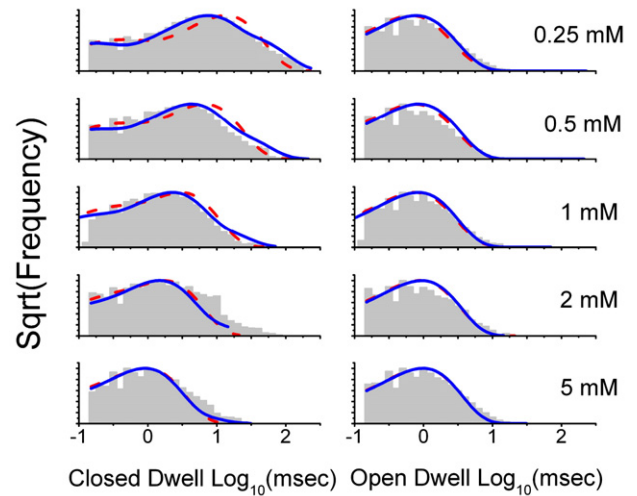 0.25 mM
0.5 mM
1 mM
2 mM
5 mM
Sqrt(Frequency)
-1 0 1 2 -1 0 1 2
Closed Dwell Log10(msec) Open Dwell Log10(msec)